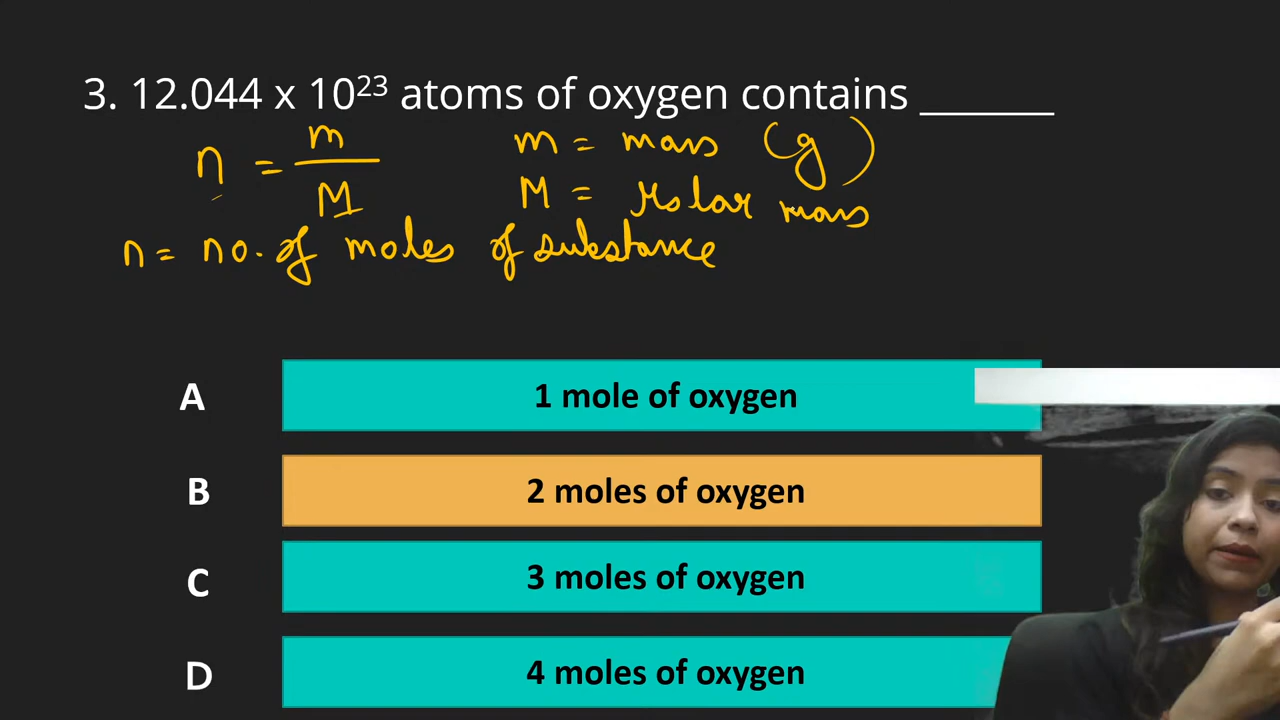 3. 12.044 x 10²³ atoms of oxygen contains ______
n = m/M m = mass (g)
M = Molar mass
n = no. of moles of substance
A 1 mole of oxygen
B 2 moles of oxygen
C 3 moles of oxygen
D 4 moles of oxygen